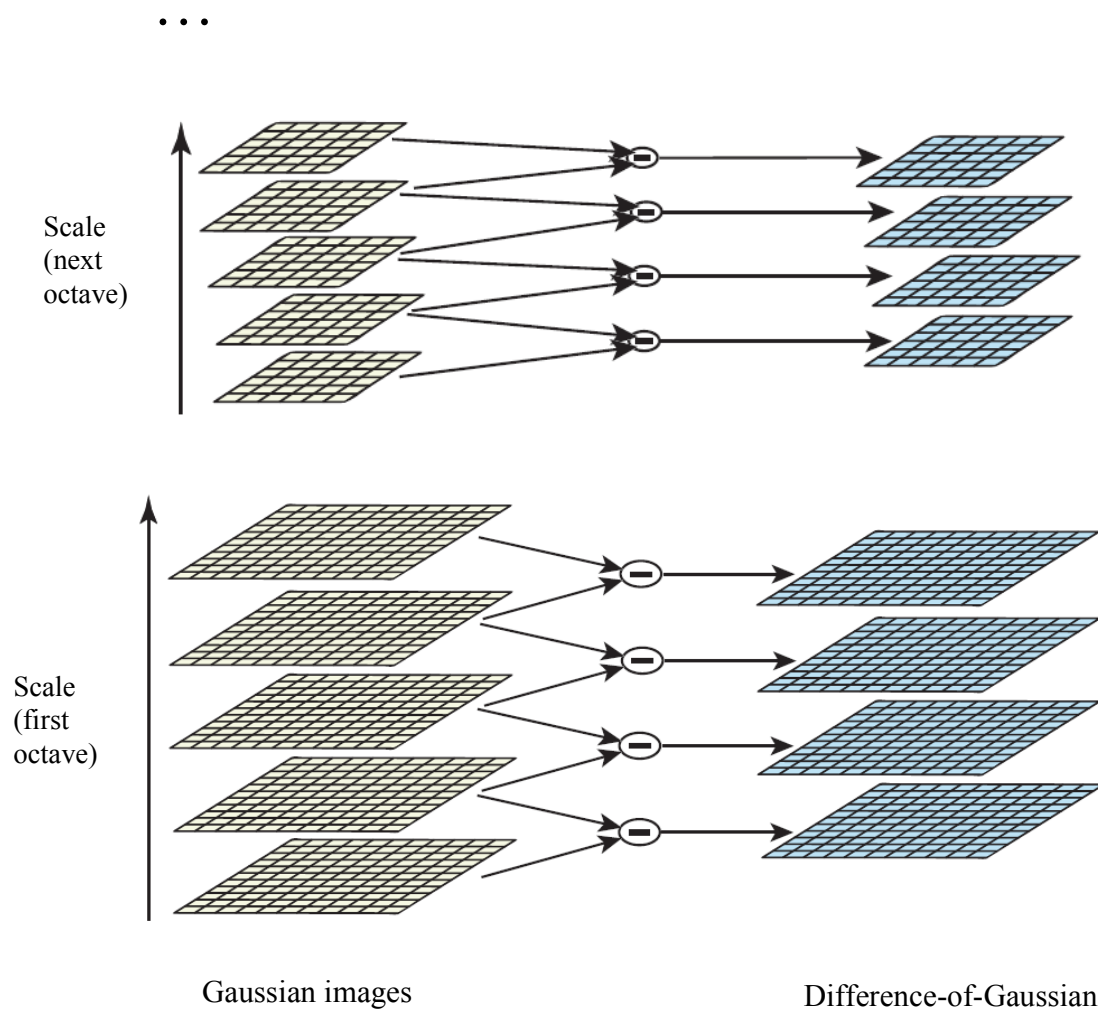 ...
Scale
(next
octave)
Scale
(first
octave)
Gaussian images
Difference-of-Gaussian